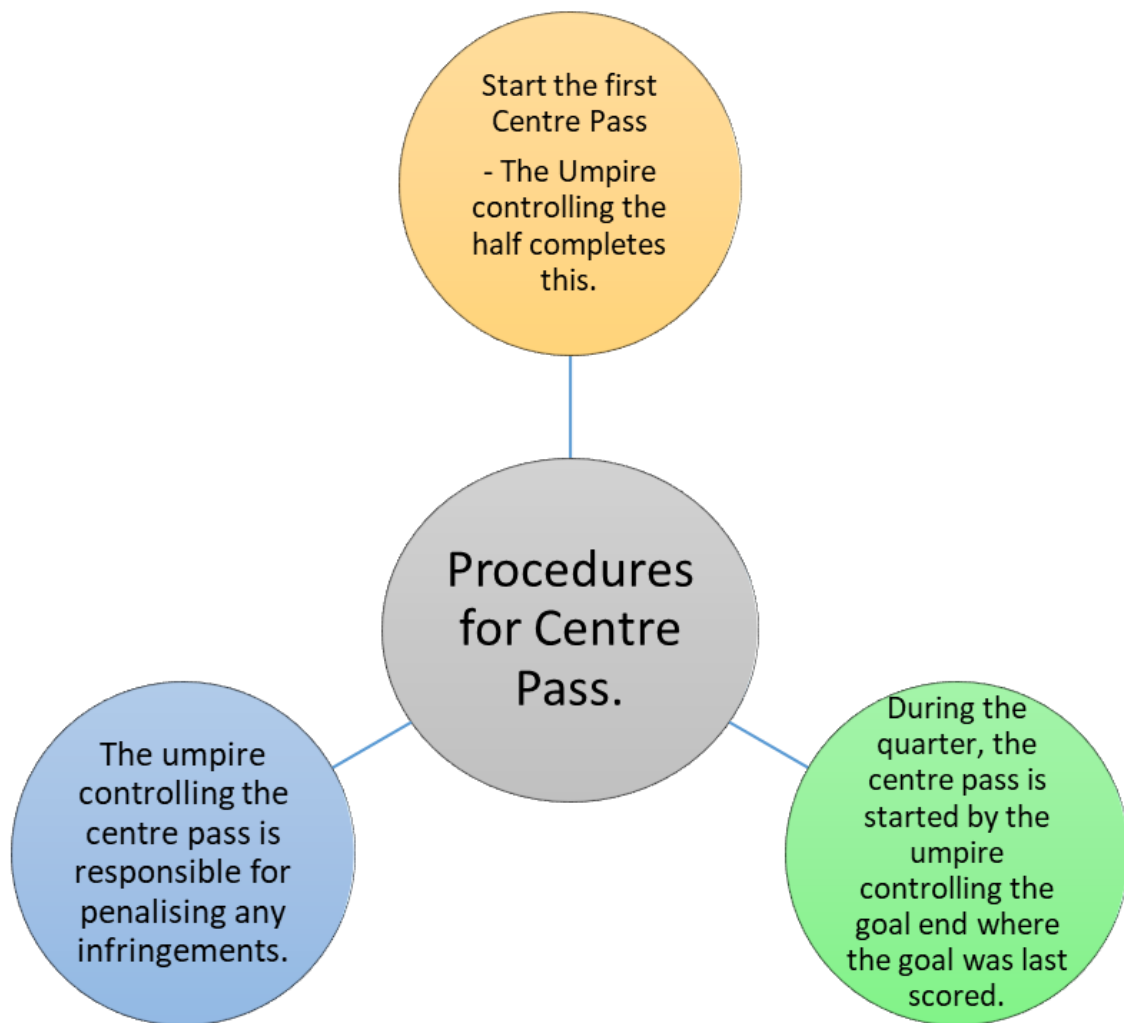 Start the first
Centre Pass
- The Umpire
controlling the
half completes
this.
Procedures
for Centre
Pass.
The umpire
controlling the
centre pass is
responsible for
penalising any
infringements.
During the
quarter, the
centre pass is
started by the
umpire
controlling the
goal end where
the goal was last
scored.